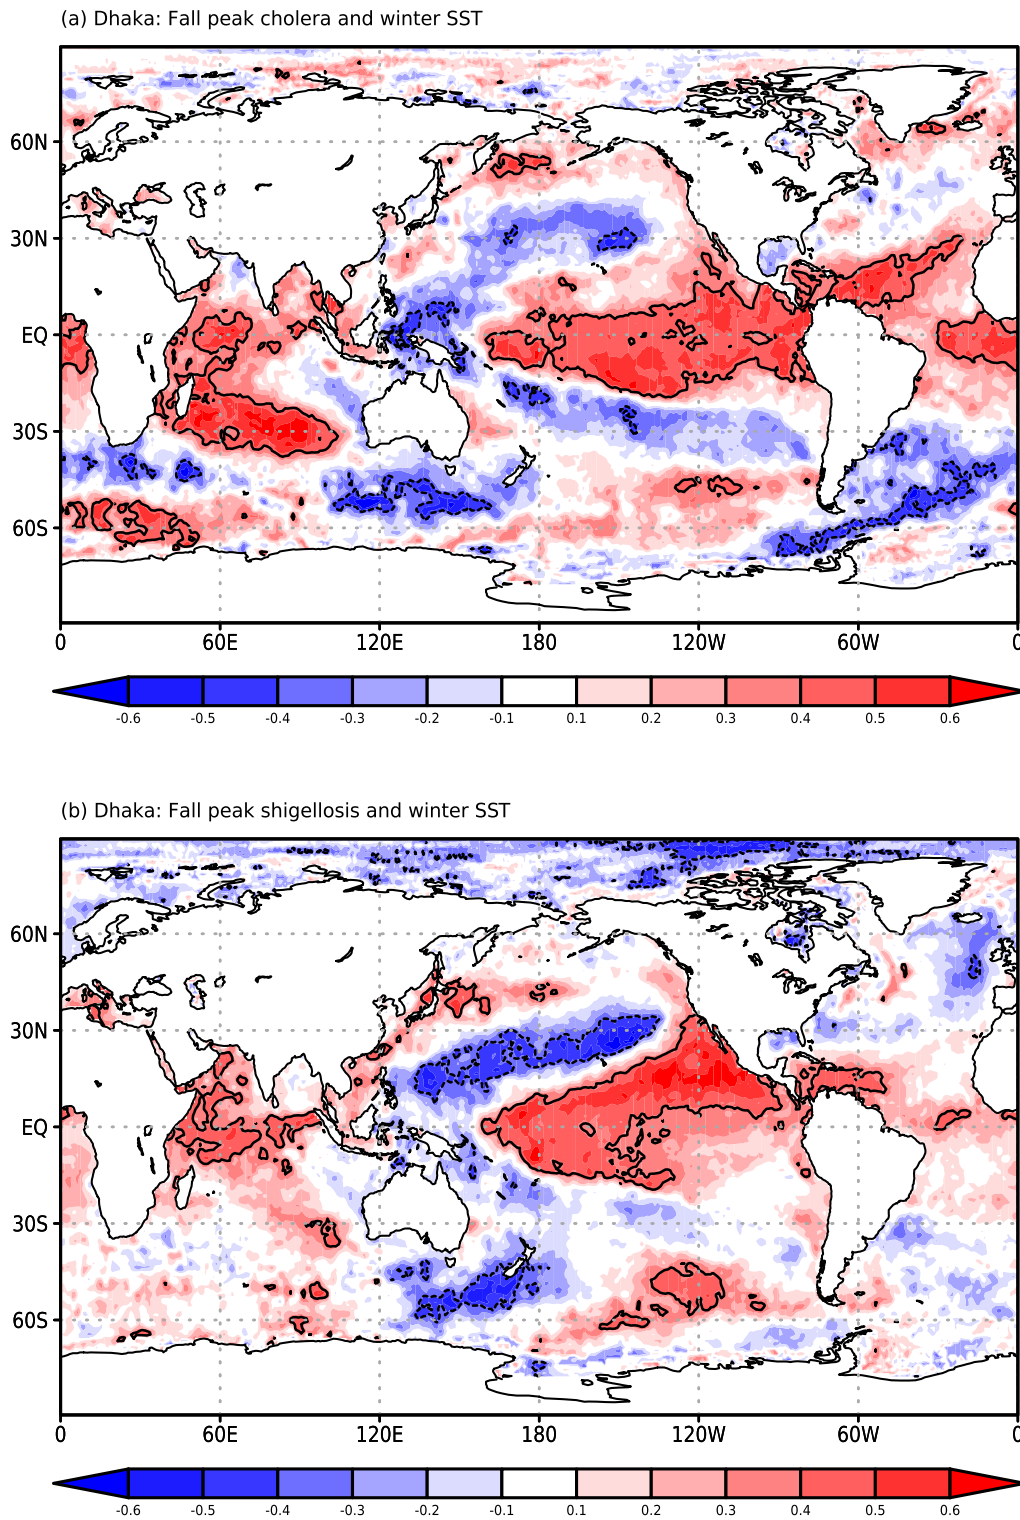 (a) Dhaka: Fall peak cholera and winter SST
60N
30N
EQ
30S
60S
0 60E 120E 180 120W 60W 0
-0.6 -0.5 -0.4 -0.3 -0.2 -0.1 0.1 0.2 0.3 0.4 0.5 0.6
(b) Dhaka: Fall peak shigellosis and winter SST
60N
30N
EQ
30S
60S
0 60E 120E 180 120W 60W 0
-0.6 -0.5 -0.4 -0.3 -0.2 -0.1 0.1 0.2 0.3 0.4 0.5 0.6